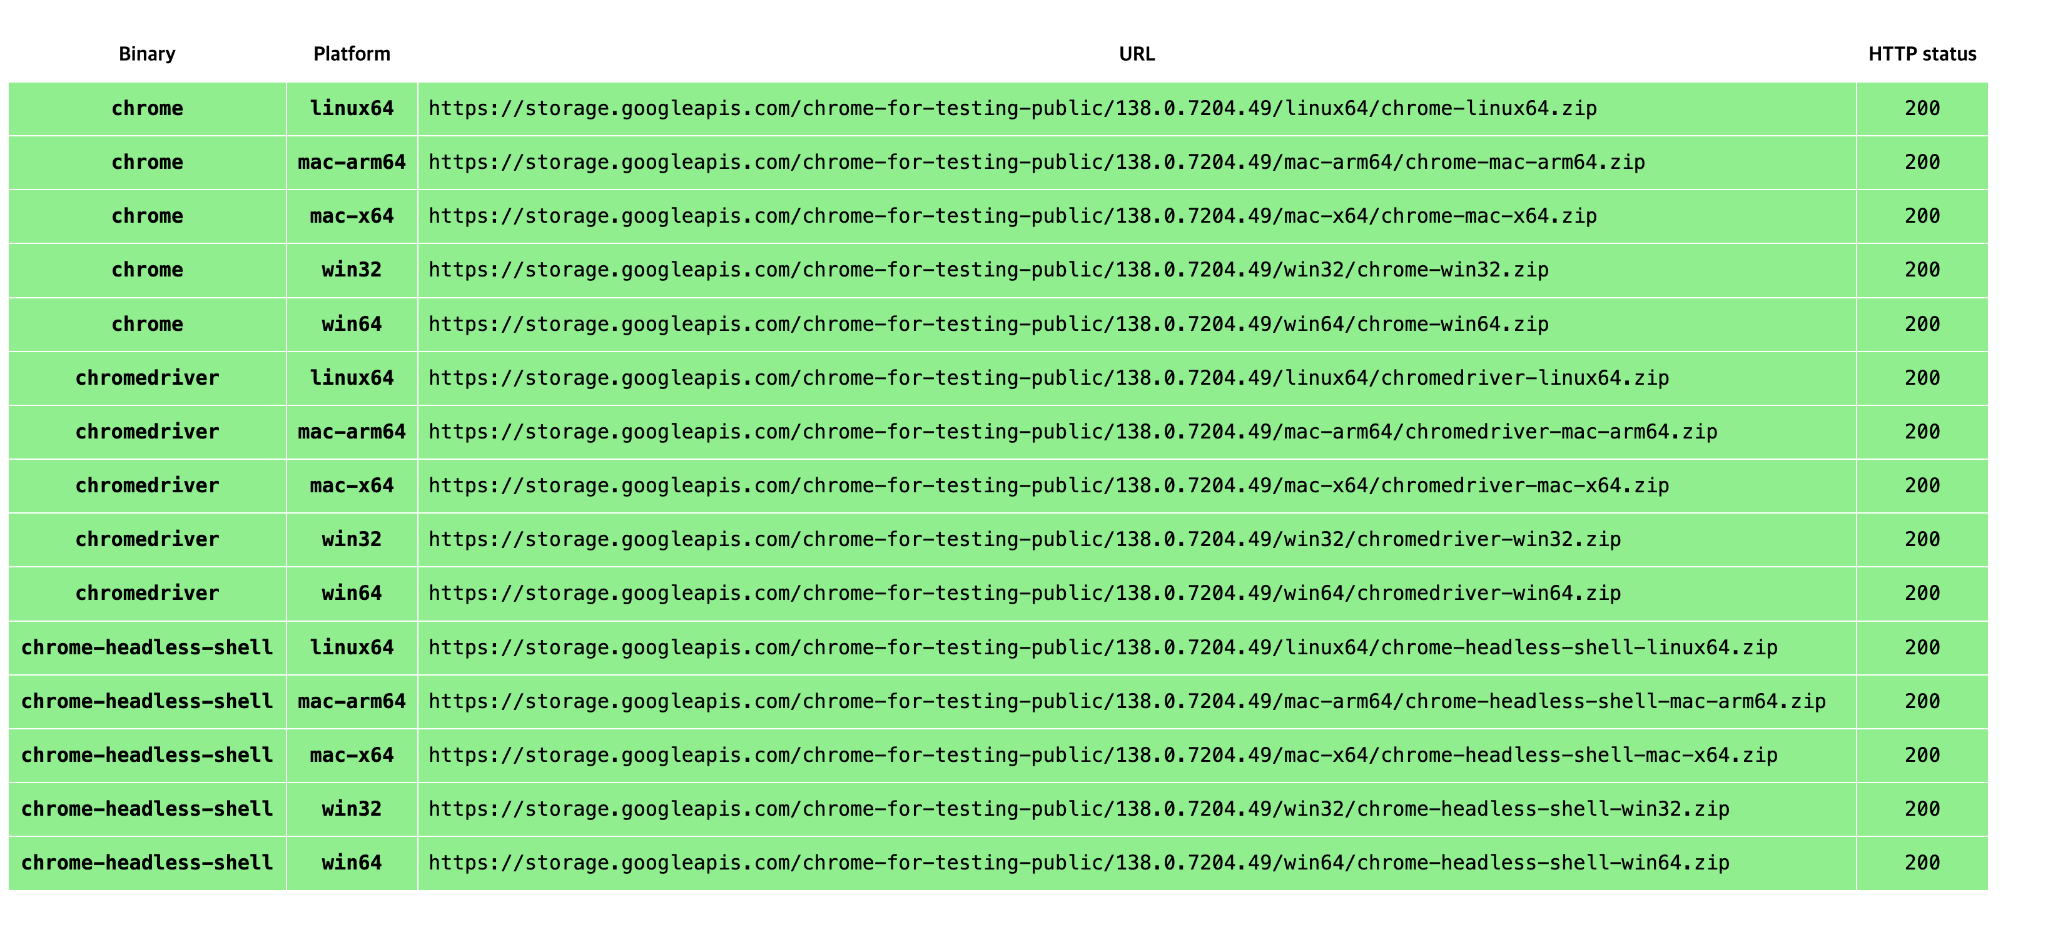 Binary Platform URL HTTP status
chrome linux64 https://storage.googleapis.com/chrome-for-testing-public/138.0.7204.49/linux64/chrome-linux64.zip 200
chrome mac-arm64 https://storage.googleapis.com/chrome-for-testing-public/138.0.7204.49/mac-arm64/chrome-mac-arm64.zip 200
chrome mac-x64 https://storage.googleapis.com/chrome-for-testing-public/138.0.7204.49/mac-x64/chrome-mac-x64.zip 200
chrome win32 https://storage.googleapis.com/chrome-for-testing-public/138.0.7204.49/win32/chrome-win32.zip 200
chrome win64 https://storage.googleapis.com/chrome-for-testing-public/138.0.7204.49/win64/chrome-win64.zip 200
chromedriver linux64 https://storage.googleapis.com/chrome-for-testing-public/138.0.7204.49/linux64/chromedriver-linux64.zip 200
chromedriver mac-arm64 https://storage.googleapis.com/chrome-for-testing-public/138.0.7204.49/mac-arm64/chromedriver-mac-arm64.zip 200
chromedriver mac-x64 https://storage.googleapis.com/chrome-for-testing-public/138.0.7204.49/mac-x64/chromedriver-mac-x64.zip 200
chromedriver win32 https://storage.googleapis.com/chrome-for-testing-public/138.0.7204.49/win32/chromedriver-win32.zip 200
chromedriver win64 https://storage.googleapis.com/chrome-for-testing-public/138.0.7204.49/win64/chromedriver-win64.zip 200
chrome-headless-shell linux64 https://storage.googleapis.com/chrome-for-testing-public/138.0.7204.49/linux64/chrome-headless-shell-linux64.zip 200
chrome-headless-shell mac-arm64 https://storage.googleapis.com/chrome-for-testing-public/138.0.7204.49/mac-arm64/chrome-headless-shell-mac-arm64.zip 200
chrome-headless-shell mac-x64 https://storage.googleapis.com/chrome-for-testing-public/138.0.7204.49/mac-x64/chrome-headless-shell-mac-x64.zip 200
chrome-headless-shell win32 https://storage.googleapis.com/chrome-for-testing-public/138.0.7204.49/win32/chrome-headless-shell-win32.zip 200
chrome-headless-shell win64 https://storage.googleapis.com/chrome-for-testing-public/138.0.7204.49/win64/chrome-headless-shell-win64.zip 200